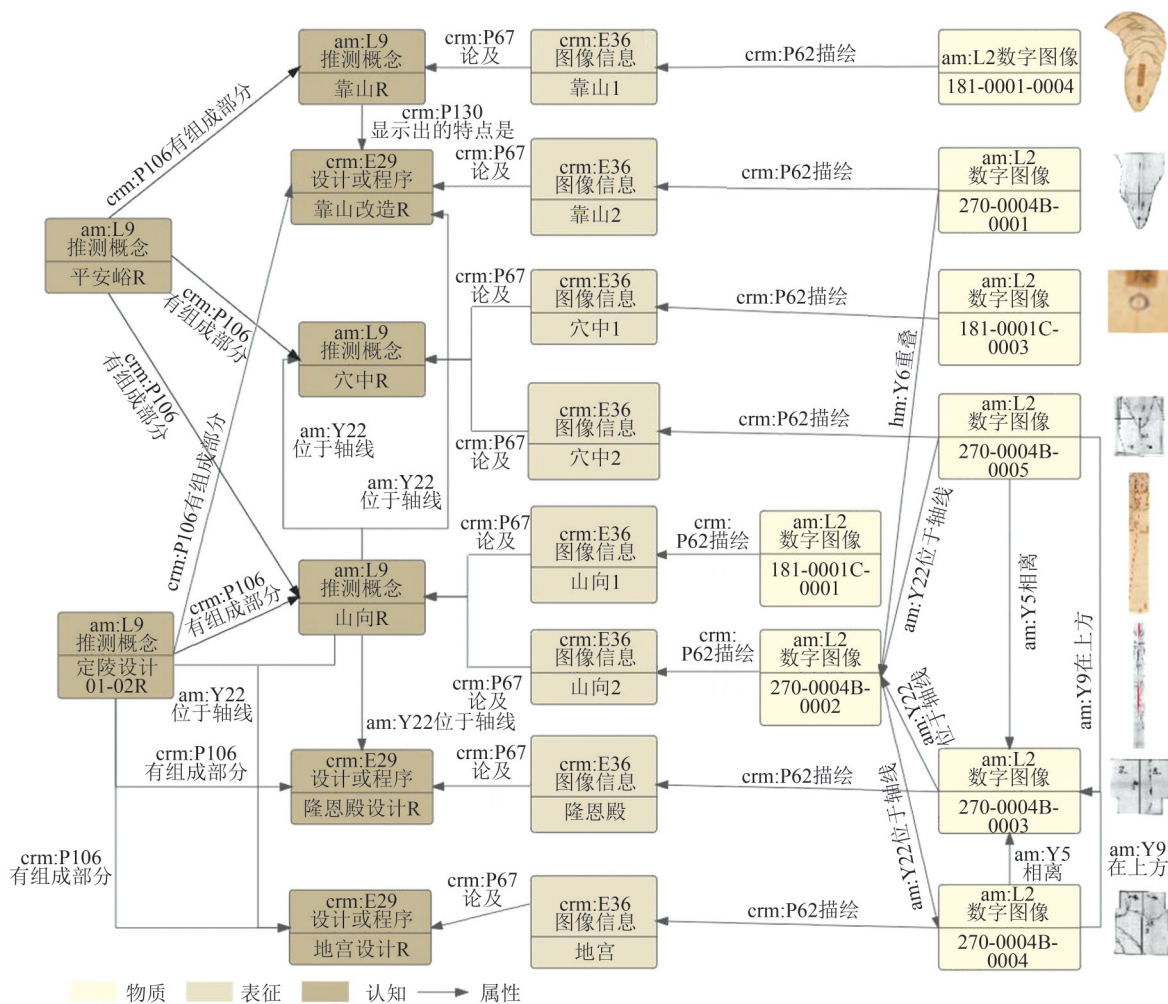 am:L9
推测概念
靠山R
crm:P67
论及
crm:E36
图像信息
靠山1
crm:P62描绘
am:L2数字图像
181-0001-0004
crm:P106有组成部分
crm:P130
显示出的特点是
crm:E29
设计或程序
靠山改造R
crm:P67
论及
crm:E36
图像信息
靠山2
crm:P62描绘
am:L2
数字图像
270-0004B-
0001
am:L9
推测概念
平安峪R
crm:P106
有组成部分
crm:P106
有组成部分
am:L9
推测概念
穴中R
crm:P67
论及
crm:E36
图像信息
穴中1
crm:P62描绘
am:L2
数字图像
181-0001C-
0003
hm:Y6重叠
am:Y22
位于轴线
am:Y22
位于轴线
crm:P67
论及
crm:E36
图像信息
穴中2
crm:P62描绘
am:L2
数字图像
270-0004B-
0005
crm:P106有组成部分
am:Y22位于轴线
am:Y5相离
am:Y9在上方
am:L9
推测概念
山向R
crm:P67
论及
crm:E36
图像信息
山向1
crm:
P62描绘
am:L2
数字图像
181-0001C-
0001
crm:P106
有组成部分
am:L9
推测概念
定陵设计
01-02R
am:Y22
位于轴线
crm:P67
论及
crm:E36
图像信息
山向2
crm:
P62描绘
am:L2
数字图像
270-0004B-
0002
am:Y22
位于轴线
am:Y22位于轴线
crm:P106
有组成部分
crm:E29
设计或程序
隆恩殿设计R
crm:P67
论及
crm:E36
图像信息
隆恩殿
crm:P62描绘
am:L2
数字图像
270-0004B-
0003
am:Y22位于轴线
am:Y5
相离
am:Y9
在上方
crm:P106
有组成部分
crm:E29
设计或程序
地宫设计R
crm:P67
论及
crm:E36
图像信息
地宫
crm:P62描绘
am:L2
数字图像
270-0004B-
0004
物质
表征
认知
属性